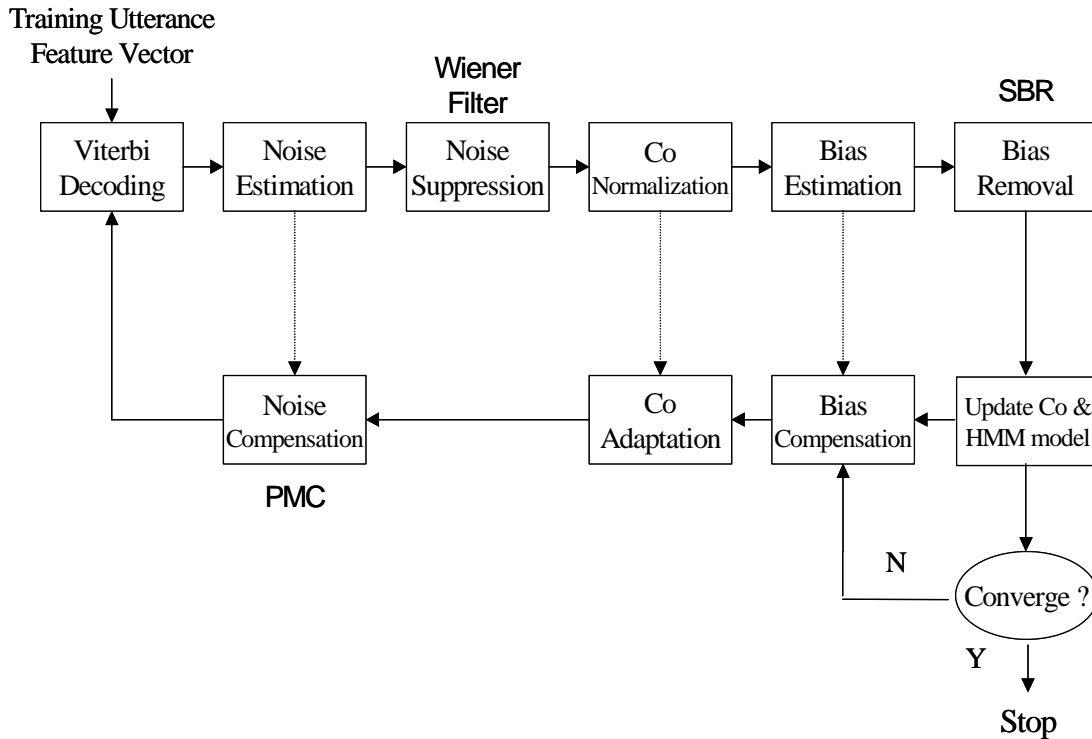 Training Utterance
Feature Vector
Wiener
Filter
SBR
Viterbi
Decoding
Noise
Estimation
Noise
Suppression
Co
Normalization
Bias
Estimation
Bias
Removal
Noise
Compensation
Co
Adaptation
Bias
Compensation
Update Co &
HMM model
PMC
N
Converge ?
Y
Stop